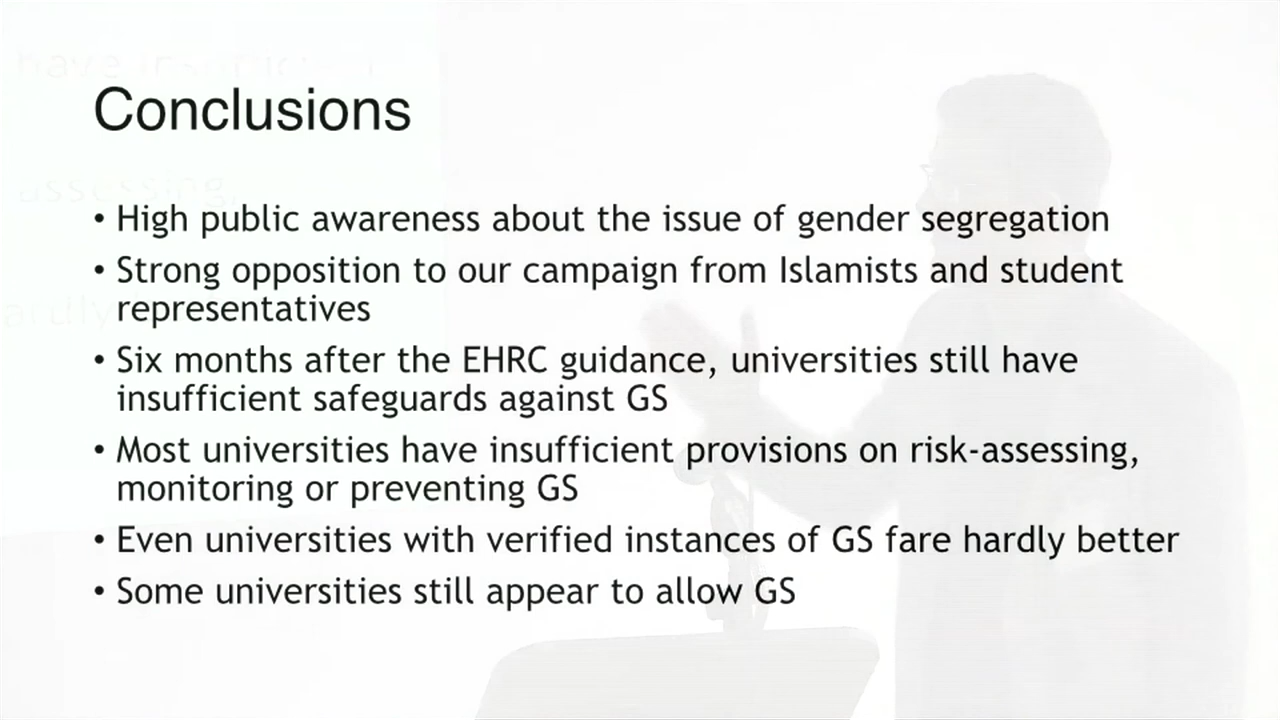 Conclusions
• High public awareness about the issue of gender segregation
• Strong opposition to our campaign from Islamists and student
representatives
• Six months after the EHRC guidance, universities still have
insufficient safeguards against GS
• Most universities have insufficient provisions on risk-assessing,
monitoring or preventing GS
• Even universities with verified instances of GS fare hardly better
• Some universities still appear to allow GS